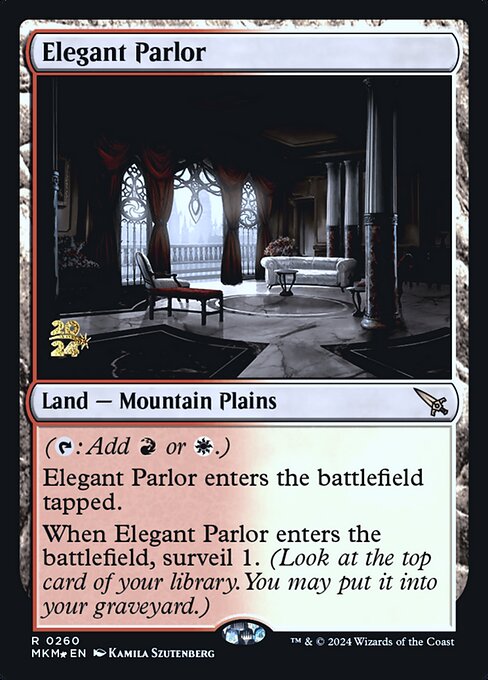 Elegant Parlor
20
24
Land — Mountain Plains
(T: Add R or W.)
Elegant Parlor enters the battlefield
tapped.
When Elegant Parlor enters the
battlefield, surveil 1. (Look at the top
card of your library. You may put it into
your graveyard.)
R 0260
MKM★EN Kamila Szutenberg
™ & © 2024 Wizards of the Coast